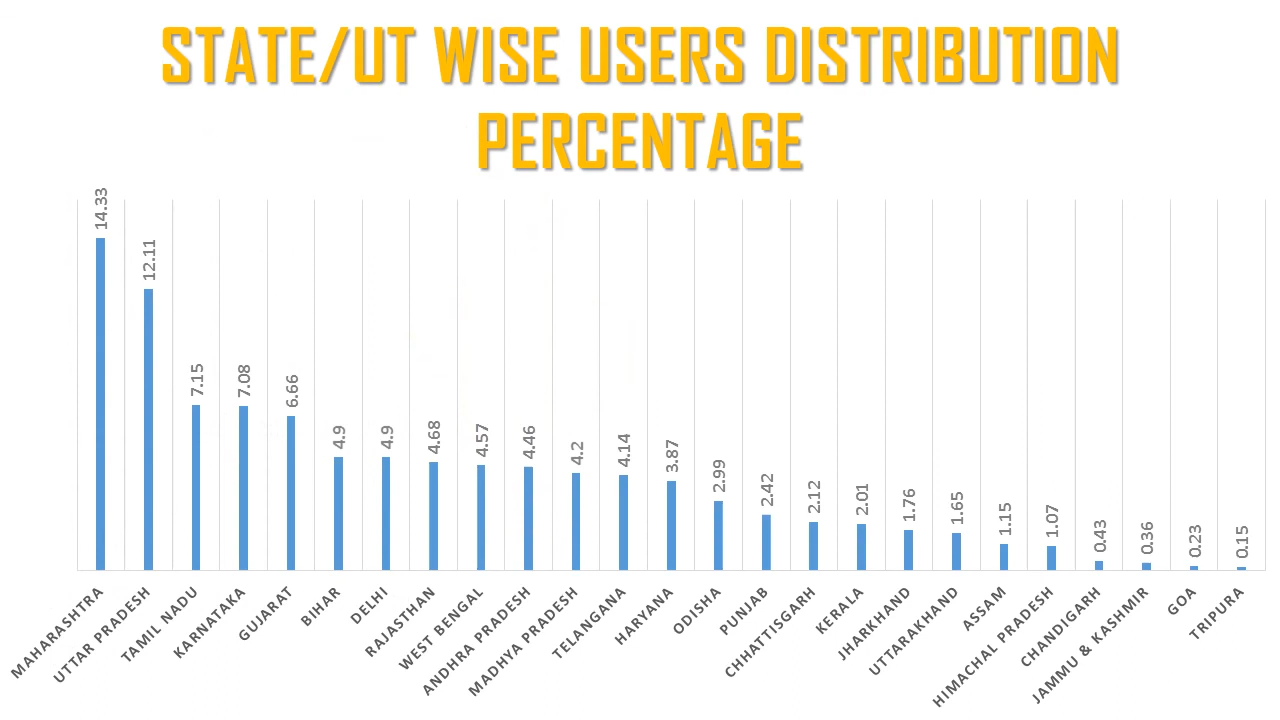 STATE/UT WISE USERS DISTRIBUTION
PERCENTAGE
14.33
12.11
7.15
7.08
6.66
4.9
4.9
4.68
4.57
4.46
4.2
4.14
3.87
2.99
2.42
2.12
2.01
1.76
1.65
1.15
1.07
0.43
0.36
0.23
0.15
MAHARASHTRA
UTTAR PRADESH
TAMIL NADU
KARNATAKA
GUJARAT
BIHAR
DELHI
RAJASTHAN
WEST BENGAL
ANDHRA PRADESH
MADHYA PRADESH
TELANGANA
HARYANA
ODISHA
PUNJAB
CHHATTISGARH
KERALA
JHARKHAND
UTTARAKHAND
ASSAM
HIMACHAL PRADESH
CHANDIGARH
JAMMU & KASHMIR
GOA
TRIPURA